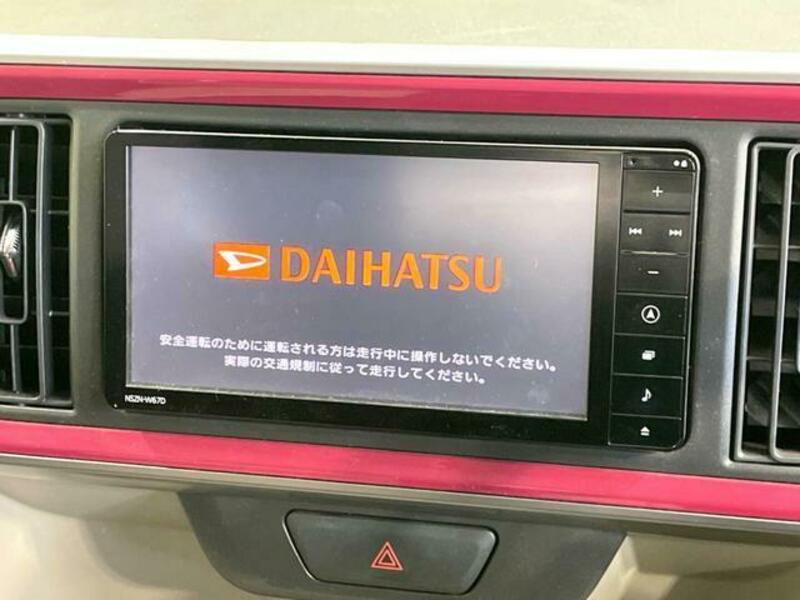 DAIHATSU
安全運転のために運転される方は走行中に操作しないでください。
実際の交通規制に従って走行してください。
NSZN-W67D